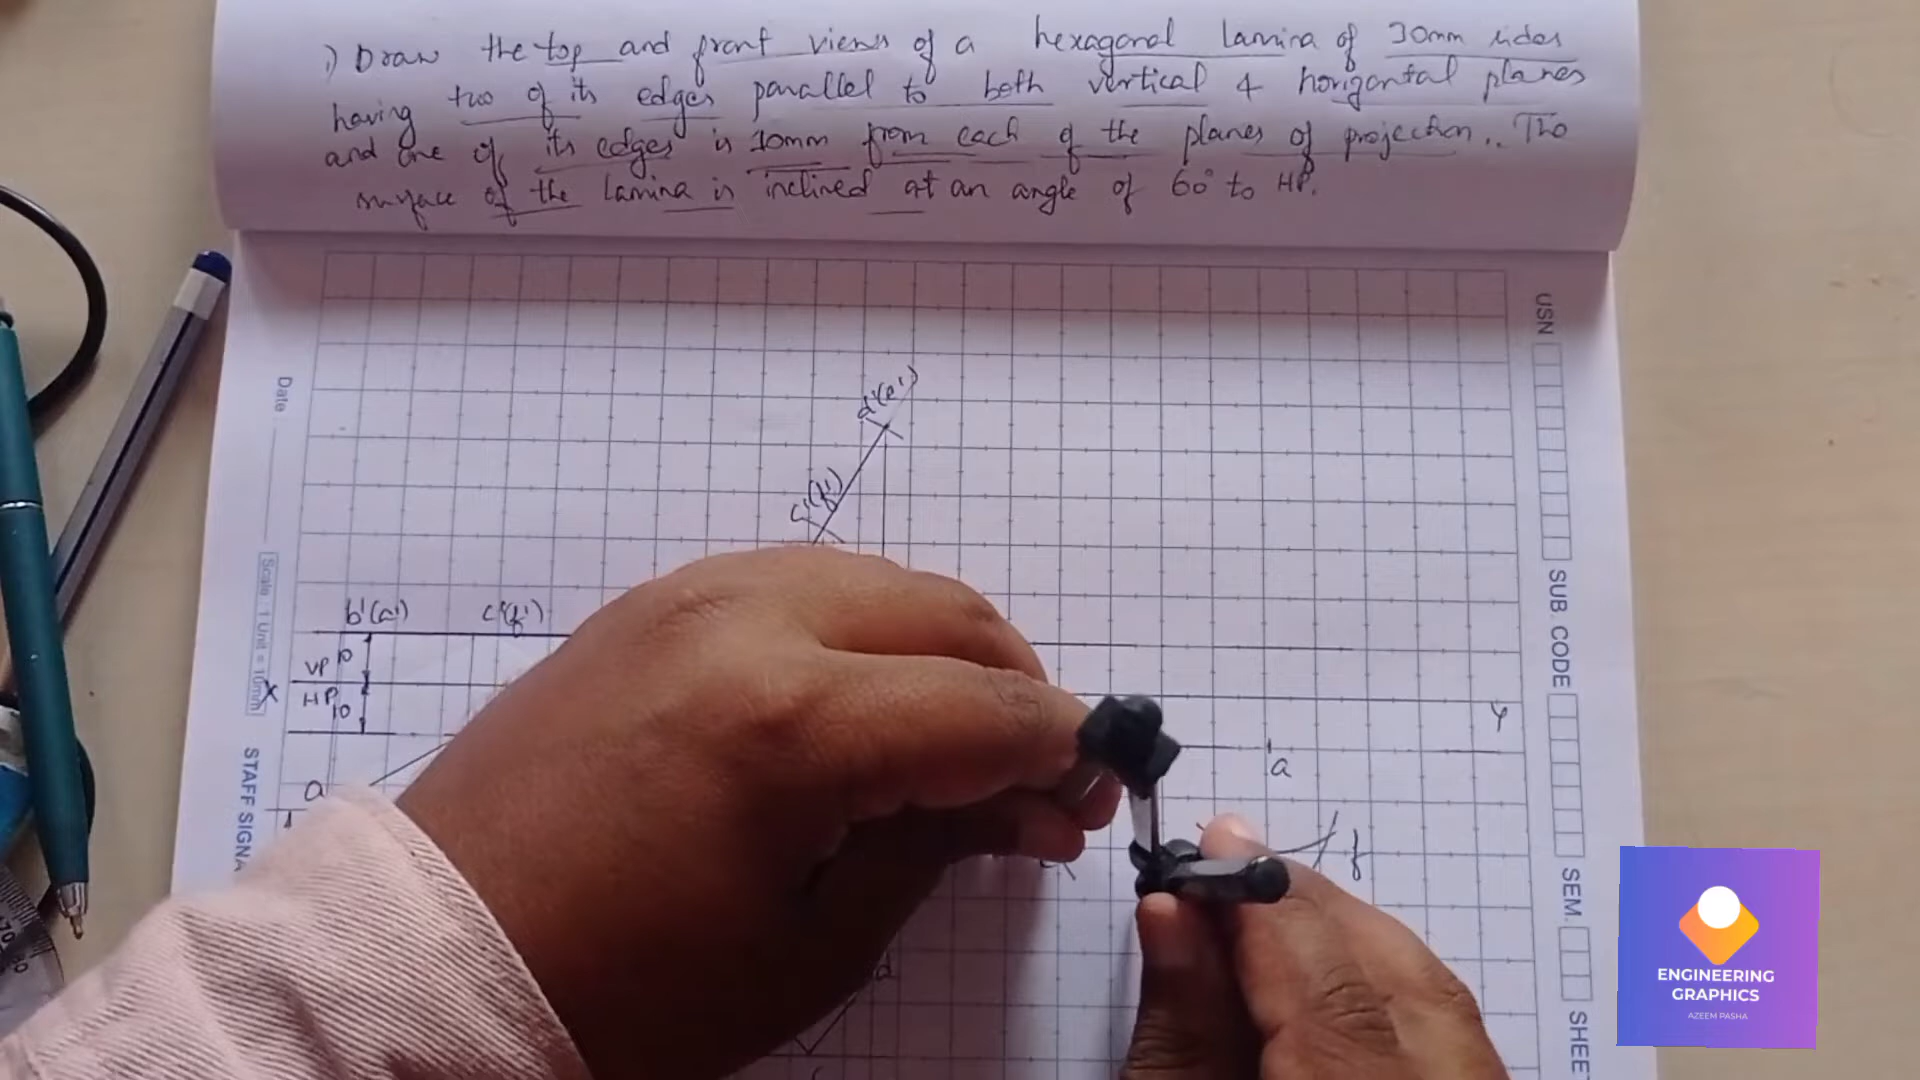 1) Draw the top and front views of a hexagonal Lamina of 30mm sides
having two of its edges parallel to both vertical & horizontal planes
and one of its edges is 10mm from each of the planes of projection. The
surface of the Lamina is inclined at an angle of 60° to HP.
USN
Date:
d'(e')
c'(f')
Scale : 1 Unit = 10mm
SUB. CODE
b'(a')
c'(f')
VP
10
HP
10
X
Y
a
a
f
STAFF SIGNA
SEM.
d
SHEE
70
80
ENGINEERING
GRAPHICS
AZEEM PASHA